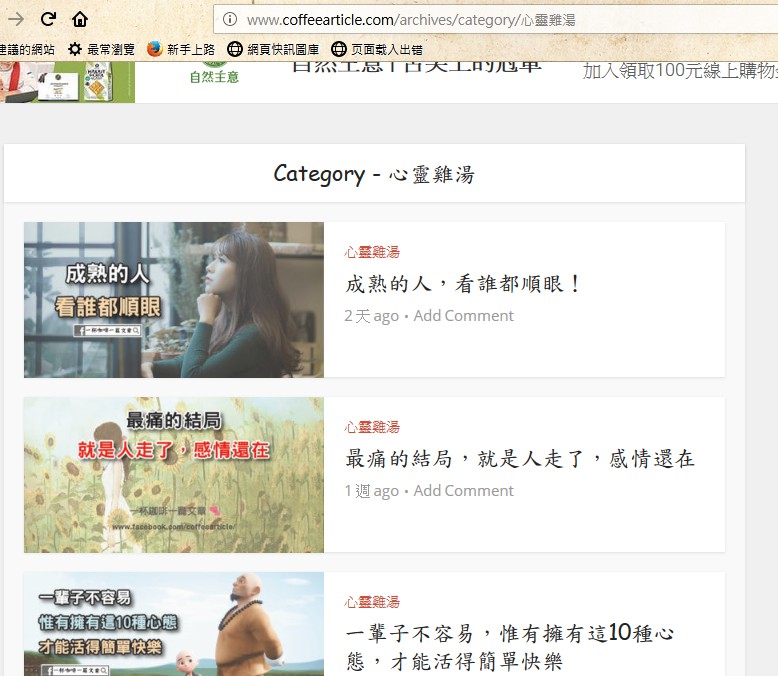 www.coffeearticle.com/archives/category/心靈雞湯
建議的網站 最常瀏覽 新手上路 網頁快訊圖庫 页面载入出错
自然主意
自然主意 | 舌尖上的冠軍
加入領取100元線上購物金
Category - 心靈雞湯
成熟的人
看誰都順眼
一杯咖啡一篇文章
心靈雞湯
成熟的人，看誰都順眼！
2 天 ago • Add Comment
最痛的結局
就是人走了，感情還在
一杯咖啡一篇文章
www.facebook.com/coffeearticle/
心靈雞湯
最痛的結局，就是人走了，感情還在
1 週 ago • Add Comment
一輩子不容易
惟有擁有這10種心態
才能活得簡單快樂
一杯咖啡一篇文章
心靈雞湯
一輩子不容易，惟有擁有這10種心
態，才能活得簡單快樂